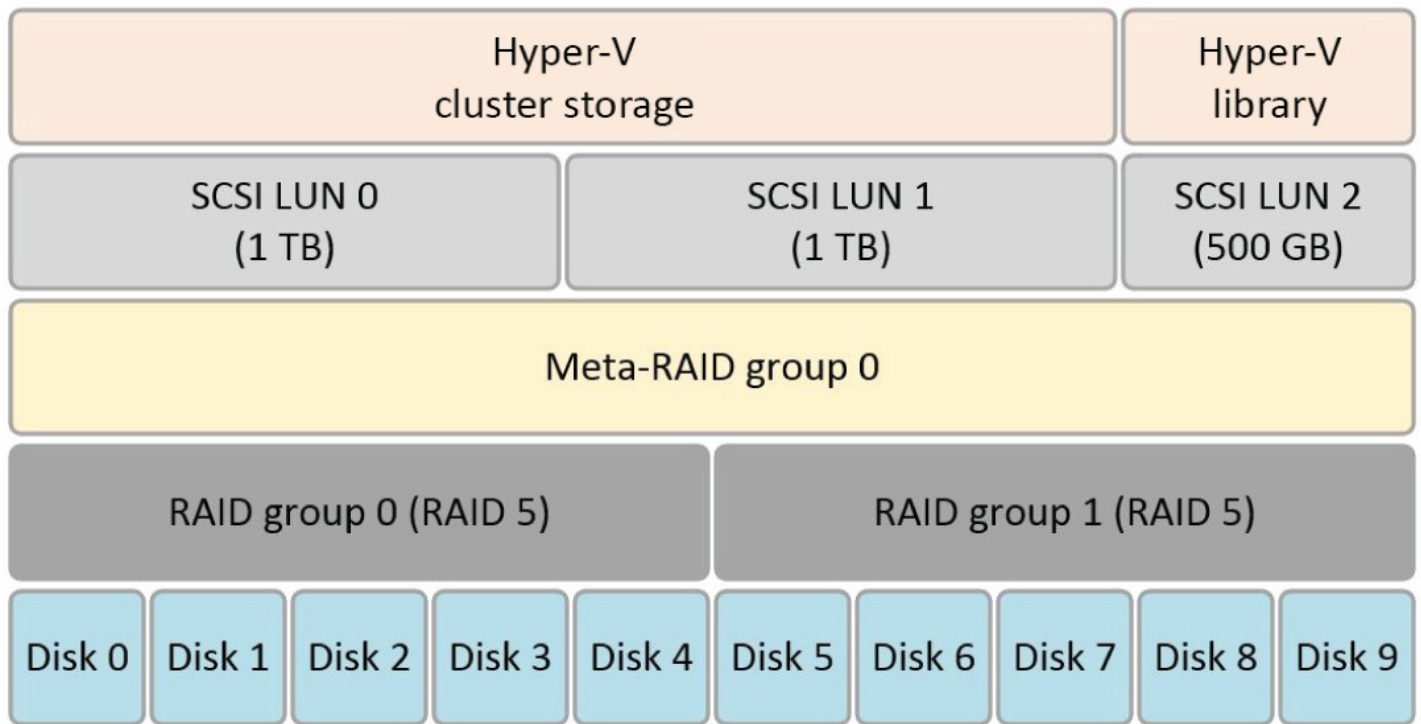 Hyper-V
cluster storage
Hyper-V
library
SCSI LUN 0
(1 TB)
SCSI LUN 1
(1 TB)
SCSI LUN 2
(500 GB)
Meta-RAID group 0
RAID group 0 (RAID 5)
RAID group 1 (RAID 5)
Disk 0
Disk 1
Disk 2
Disk 3
Disk 4
Disk 5
Disk 6
Disk 7
Disk 8
Disk 9